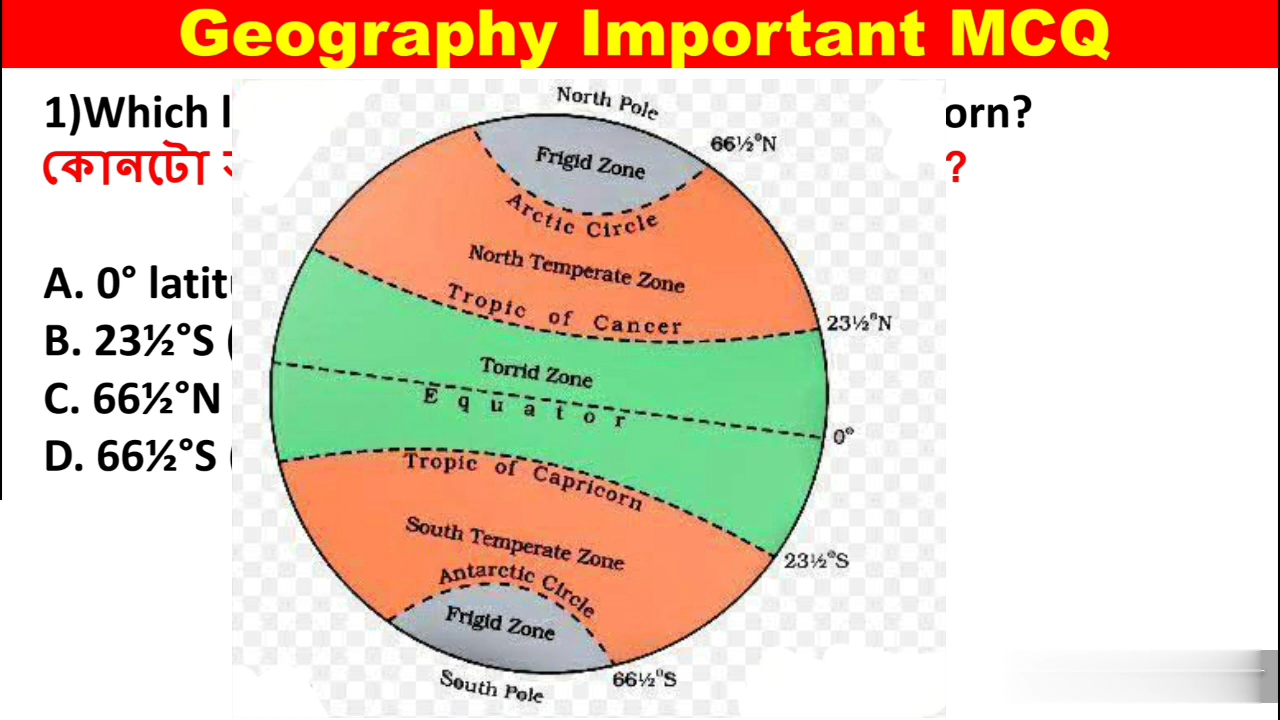 Geography Important MCQ
1)Which orn?
কোনটো ?
A. 0°
B. 23½°S
C. 66½°N
D. 66½°S
North Pole
66½°N
Frigid Zone
Arctic Circle
North Temperate Zone
Tropic of Cancer
23½°N
Torrid Zone
Equator
0°
Tropic of Capricorn
South Temperate Zone
23½°S
Antarctic Circle
Frigid Zone
66½°S
South Pole